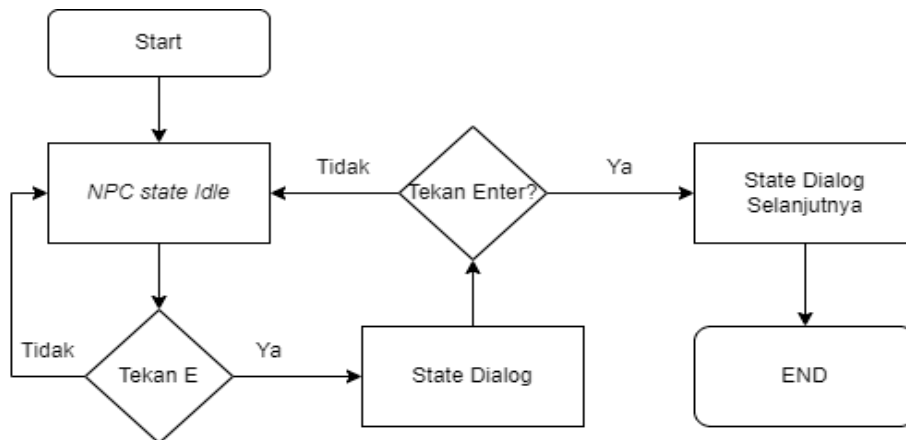 Start
NPC state Idle
Tidak
Tekan Enter?
Ya
State Dialog
Selanjutnya
Tidak
Tekan E
Ya
State Dialog
END